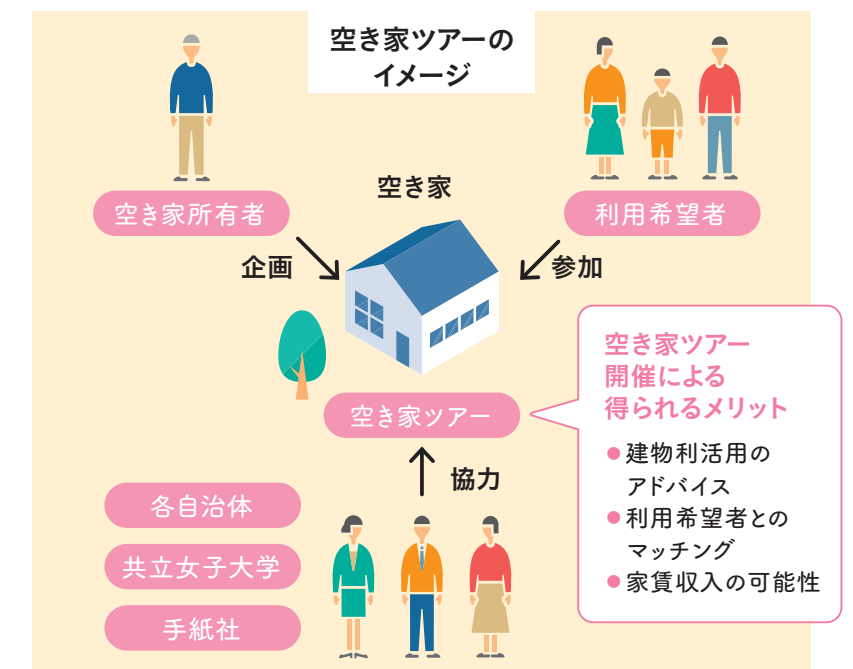 空き家ツアーの
イメージ
空き家所有者
利用希望者
空き家
企画
参加
空き家ツアー
協力
各自治体
共立女子大学
手紙社
空き家ツアー
開催による
得られるメリット
●建物利活用の
アドバイス
●利用希望者との
マッチング
●家賃収入の可能性